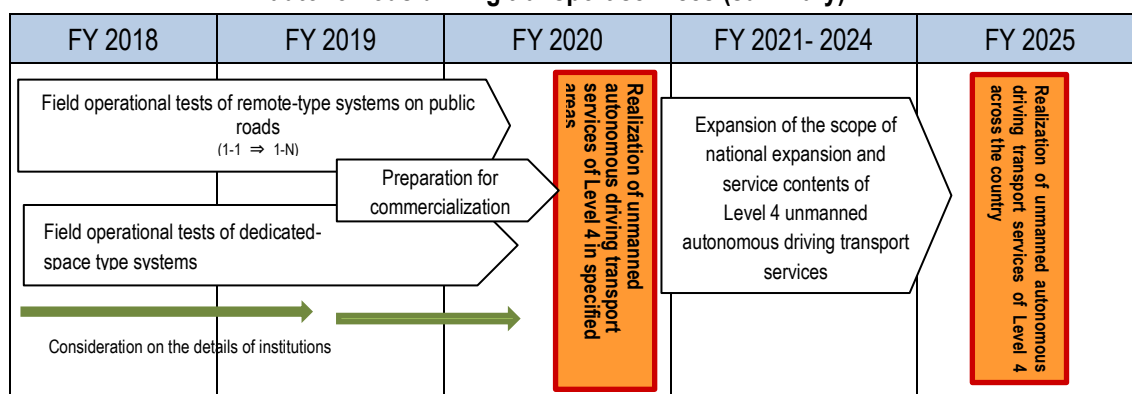 FY 2018
FY 2019
FY 2020
FY 2021- 2024
FY 2025
Field operational tests of remote-type systems on public
roads
(1-1 ⇒ 1-N)
Preparation for
commercialization
Field operational tests of dedicated-
space type systems
Consideration on the details of institutions
Realization of unmanned
autonomous driving transport
services of Level 4 in specified
areas
Expansion of the scope of
national expansion and
service contents of
Level 4 unmanned
autonomous driving transport
services
Realization of unmanned autonomous
driving transport services of Level 4
across the country